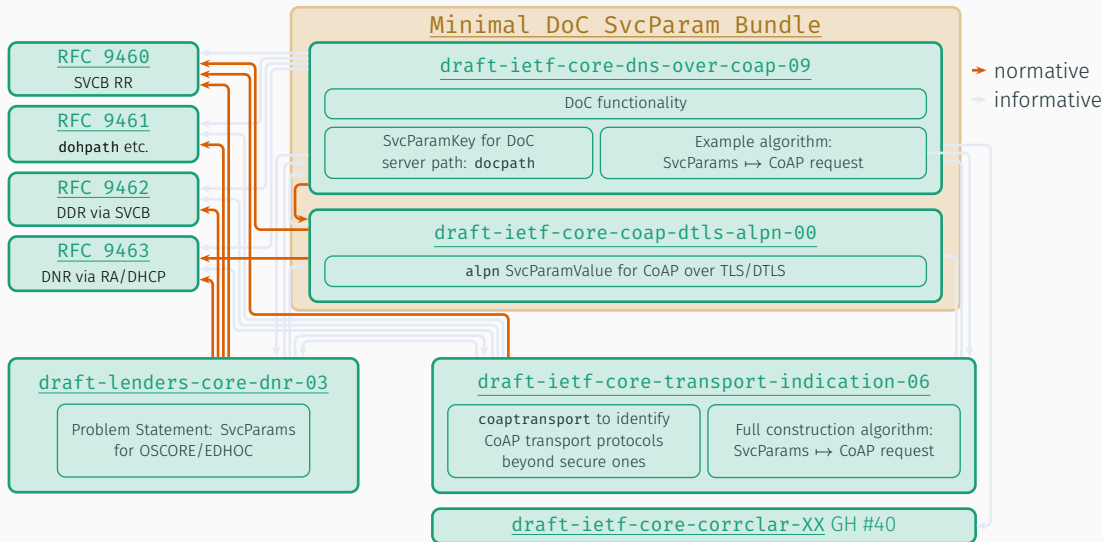 Minimal DoC SvcParam Bundle
RFC 9460
SVCB RR
RFC 9461
dohpath etc.
RFC 9462
DDR via SVCB
RFC 9463
DNR via RA/DHCP
draft-ietf-core-dns-over-coap-09
DoC functionality
SvcParamKey for DoC
server path: docpath
Example algorithm:
SvcParams ↦ CoAP request
draft-ietf-core-coap-dtls-alpn-00
alpn SvcParamValue for CoAP over TLS/DTLS
normative
informative
draft-lenders-core-dnr-03
Problem Statement: SvcParams
for OSCORE/EDHOC
draft-ietf-core-transport-indication-06
coaptransport to identify
CoAP transport protocols
beyond secure ones
Full construction algorithm:
SvcParams ↦ CoAP request
draft-ietf-core-corrclar-XX GH #40